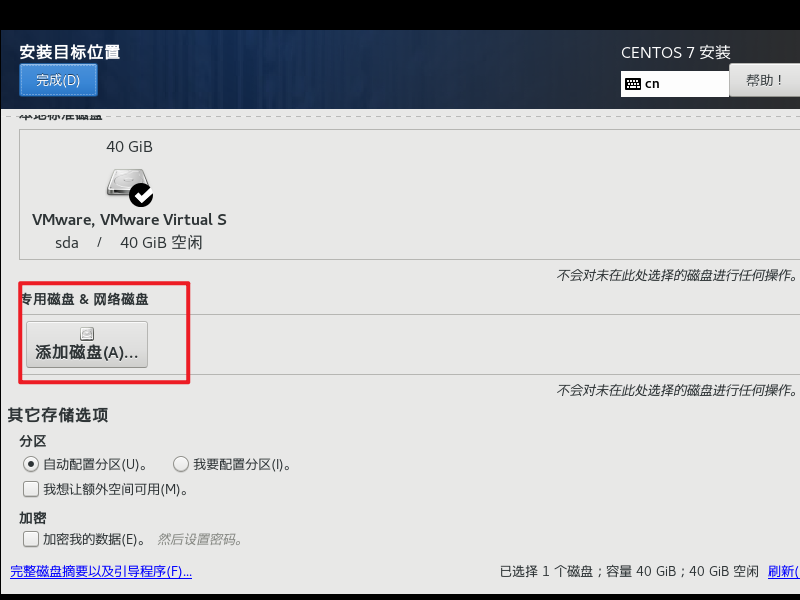 安装目标位置
CENTOS 7 安装
完成(D)
cn
帮助！
本地标准磁盘
40 GiB
VMware, VMware Virtual S
sda / 40 GiB 空闲
不会对未在此处选择的磁盘进行任何操作。
专用磁盘 & 网络磁盘
添加磁盘(A)...
不会对未在此处选择的磁盘进行任何操作。
其它存储选项
分区
自动配置分区(U)。 我要配置分区(I)。
我想让额外空间可用(M)。
加密
加密我的数据(E)。 然后设置密码。
完整磁盘摘要以及引导程序(F)...
已选择 1 个磁盘；容量 40 GiB；40 GiB 空闲 刷新(